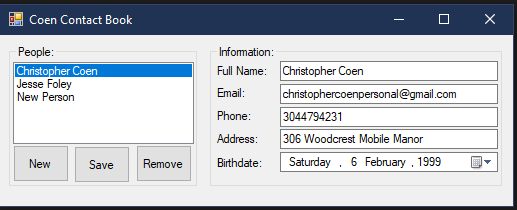 Coen Contact Book
People:
Christopher Coen
Jesse Foley
New Person
New
Save
Remove
Information:
Full Name: Christopher Coen
Email: christophercoenpersonal@gmail.com
Phone: 3044794231
Address: 306 Woodcrest Mobile Manor
Birthdate: Saturday , 6 February , 1999